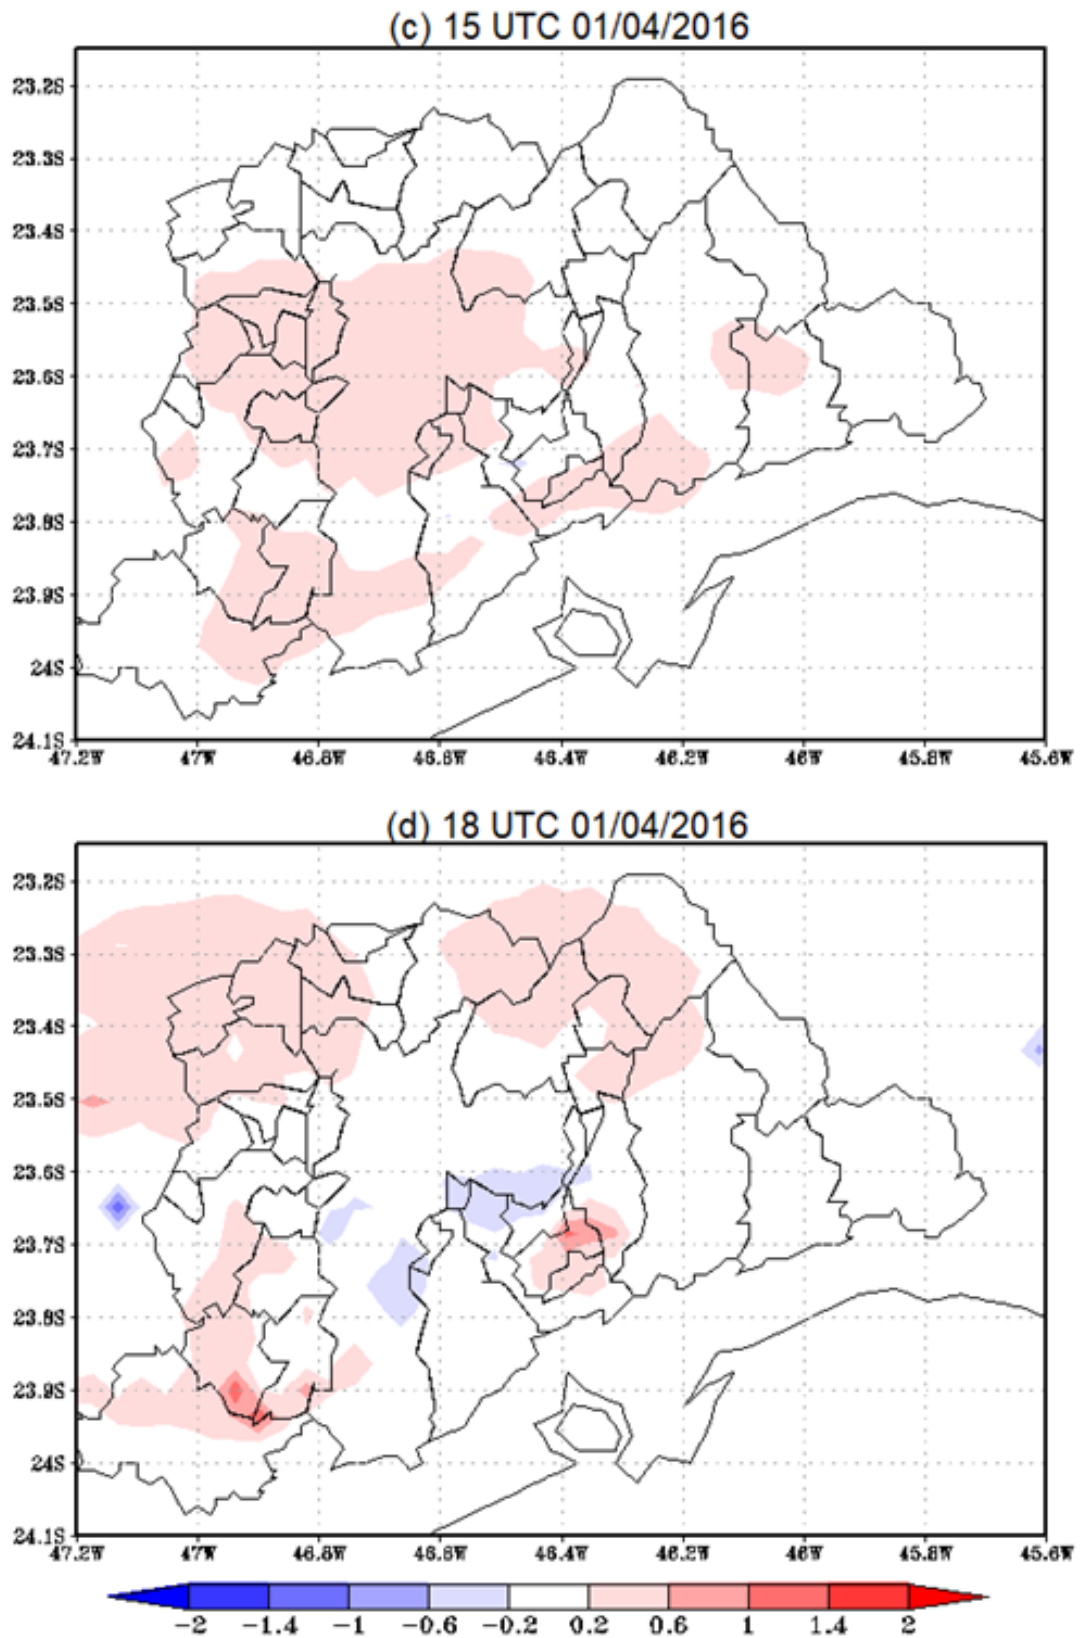 (c) 15 UTC 01/04/2016
23.2S
23.3S
23.4S
23.5S
23.6S
23.7S
23.8S
23.9S
24S
24.1S
47.2W 47W 46.8W 46.6W 46.4W 46.2W 46W 45.8W 45.6W
(d) 18 UTC 01/04/2016
23.2S
23.3S
23.4S
23.5S
23.6S
23.7S
23.8S
23.9S
24S
24.1S
47.2W 47W 46.8W 46.6W 46.4W 46.2W 46W 45.8W 45.6W
-2 -1.4 -1 -0.6 -0.2 0.2 0.6 1 1.4 2